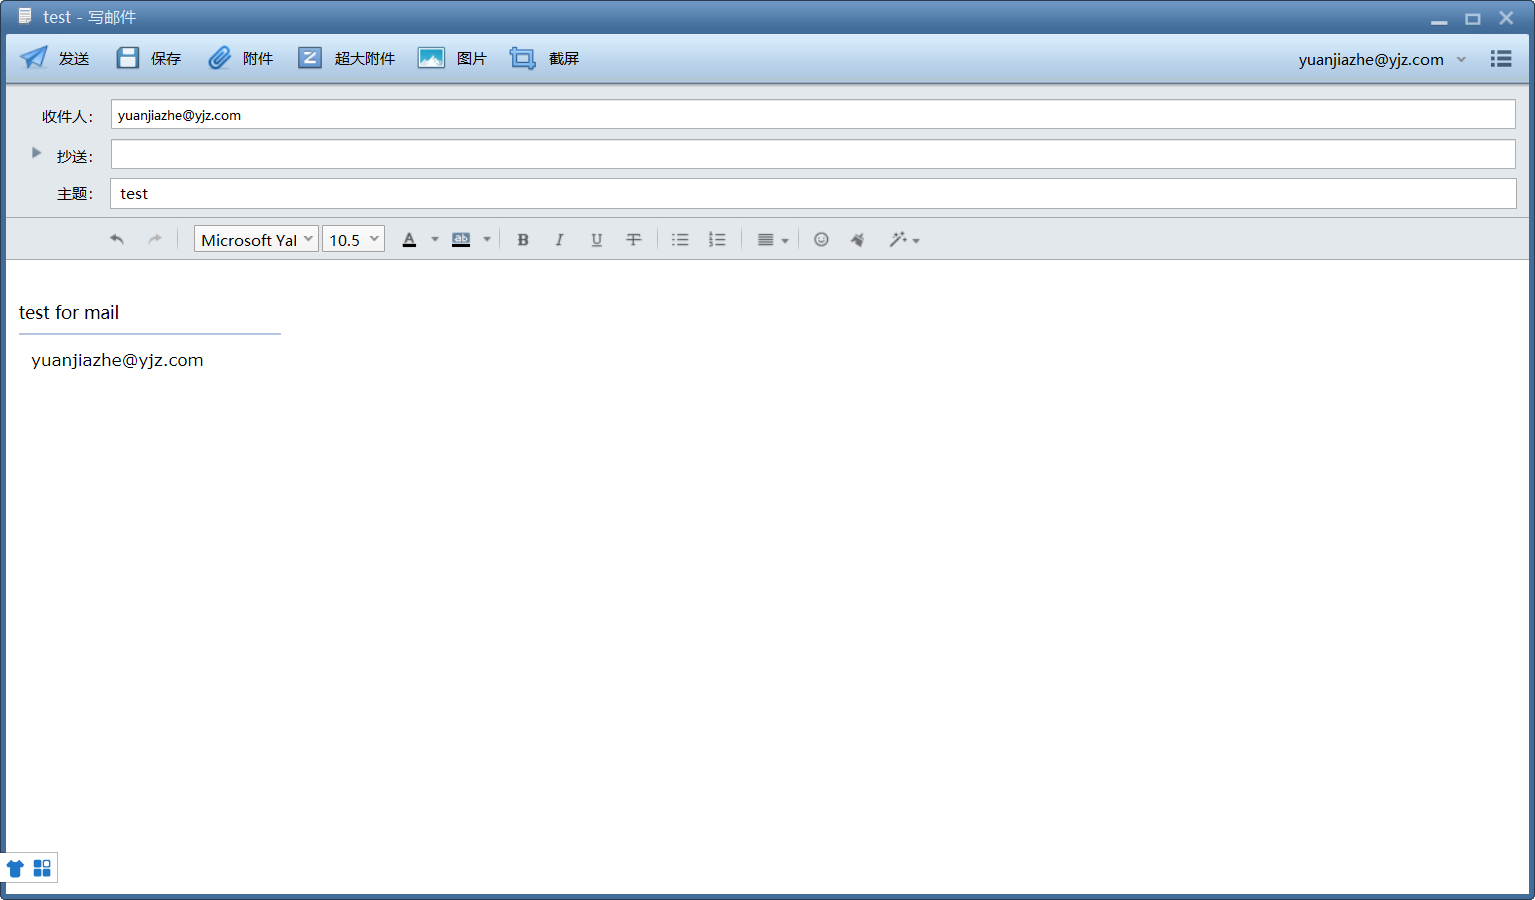 test - 写邮件
发送 保存 附件 超大附件 图片 截屏 yuanjiazhe@yjz.com
收件人： yuanjiazhe@yjz.com
抄送：
主题： test
Microsoft Yal 10.5 A ab B I U T
test for mail
yuanjiazhe@yjz.com